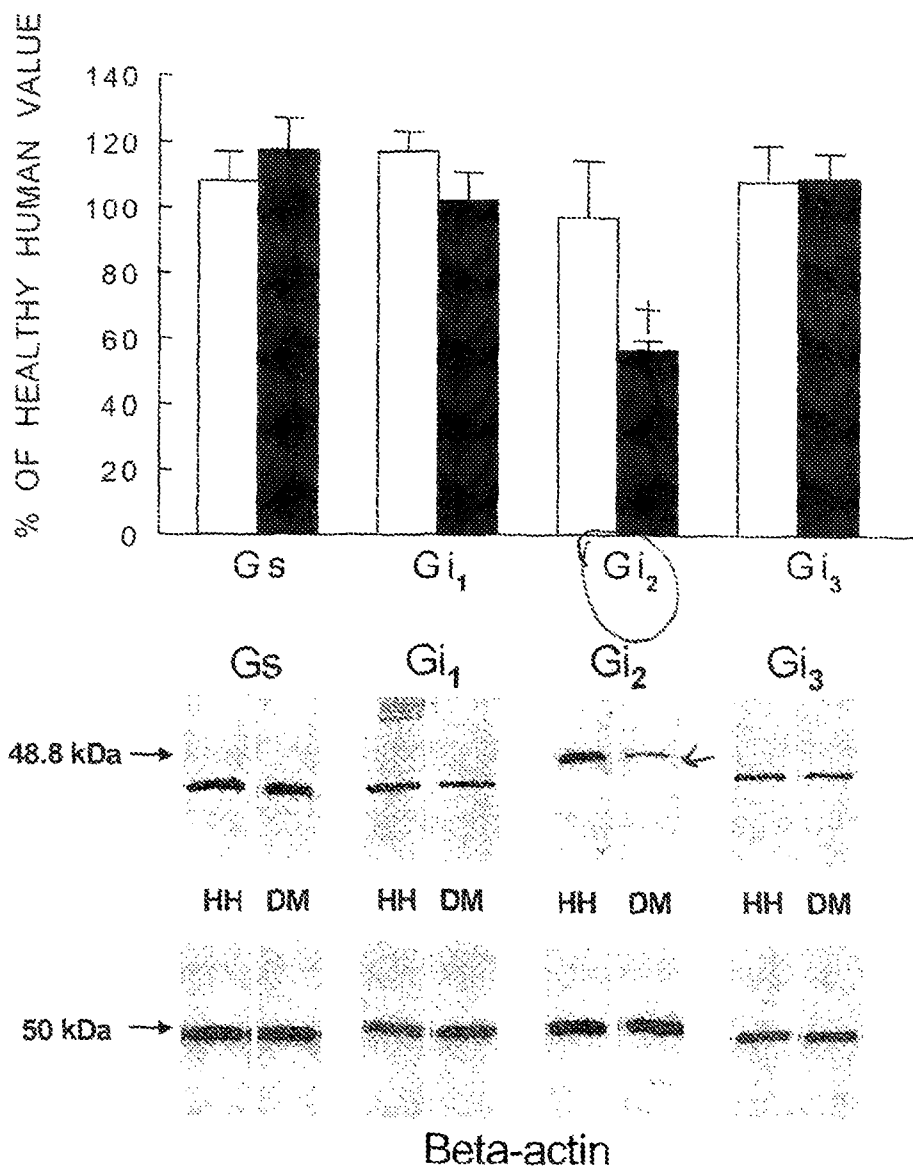 % OF HEALTHY HUMAN VALUE
140
120
100
80
60
40
20
0
†
Gs Gi₁ Gi₂ Gi₃
Gs Gi₁ Gi₂ Gi₃
48.8 kDa →
HH DM HH DM HH DM HH DM
50 kDa →
Beta-actin